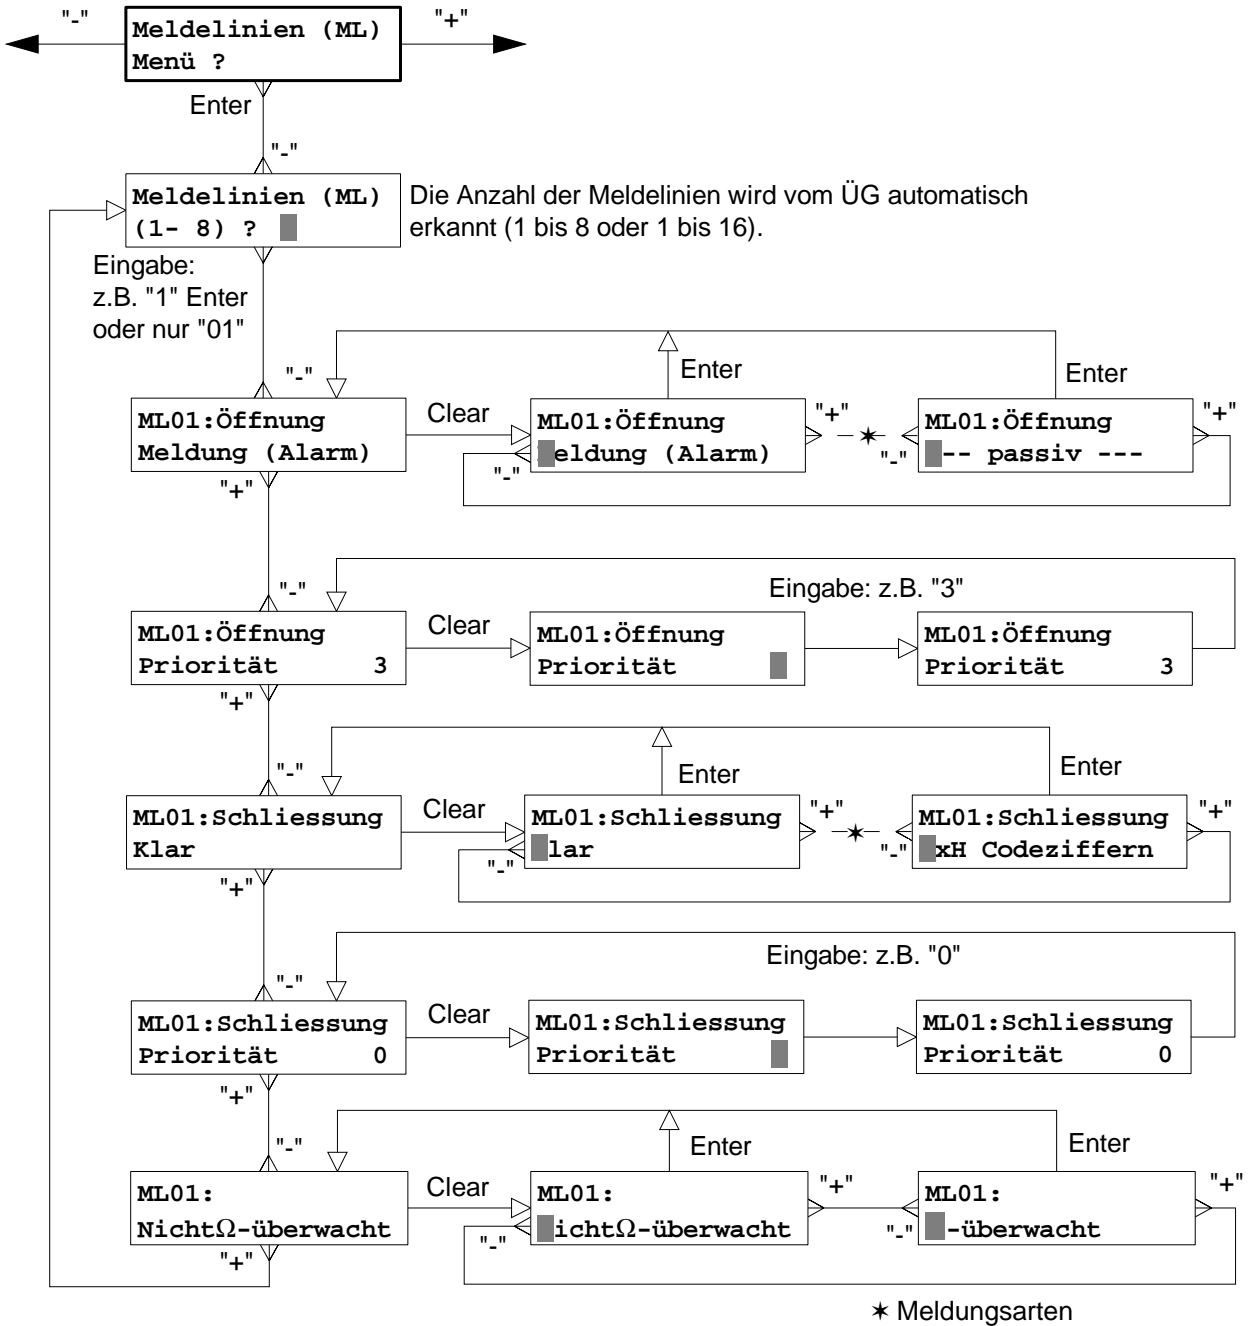 "-"
Meldelinien (ML)
Menü ?
"+"
Enter
"-"
Meldelinien (ML)
(1- 8) ?
Die Anzahl der Meldelinien wird vom ÜG automatisch
erkannt (1 bis 8 oder 1 bis 16).
Eingabe:
z.B. "1" Enter
oder nur "01"
"-"
Enter
Enter
ML01:Öffnung
Meldung (Alarm)
Clear
ML01:Öffnung
eldung (Alarm)
"+"
✶
"-"
ML01:Öffnung
-- passiv ---
"+"
"-"
"+"
"-"
Eingabe: z.B. "3"
ML01:Öffnung
Priorität 3
Clear
ML01:Öffnung
Priorität
ML01:Öffnung
Priorität 3
"+"
"-"
Enter
Enter
ML01:Schliessung
Klar
Clear
ML01:Schliessung
lar
"+"
✶
"-"
ML01:Schliessung
xH Codeziffern
"+"
"-"
"+"
Eingabe: z.B. "0"
"-"
ML01:Schliessung
Priorität 0
Clear
ML01:Schliessung
Priorität
ML01:Schliessung
Priorität 0
"+"
"-"
Enter
Enter
ML01:
NichtΩ-überwacht
Clear
ML01:
ichtΩ-überwacht
"+"
"-"
ML01:
-überwacht
"+"
"-"
"+"
✶ Meldungsarten